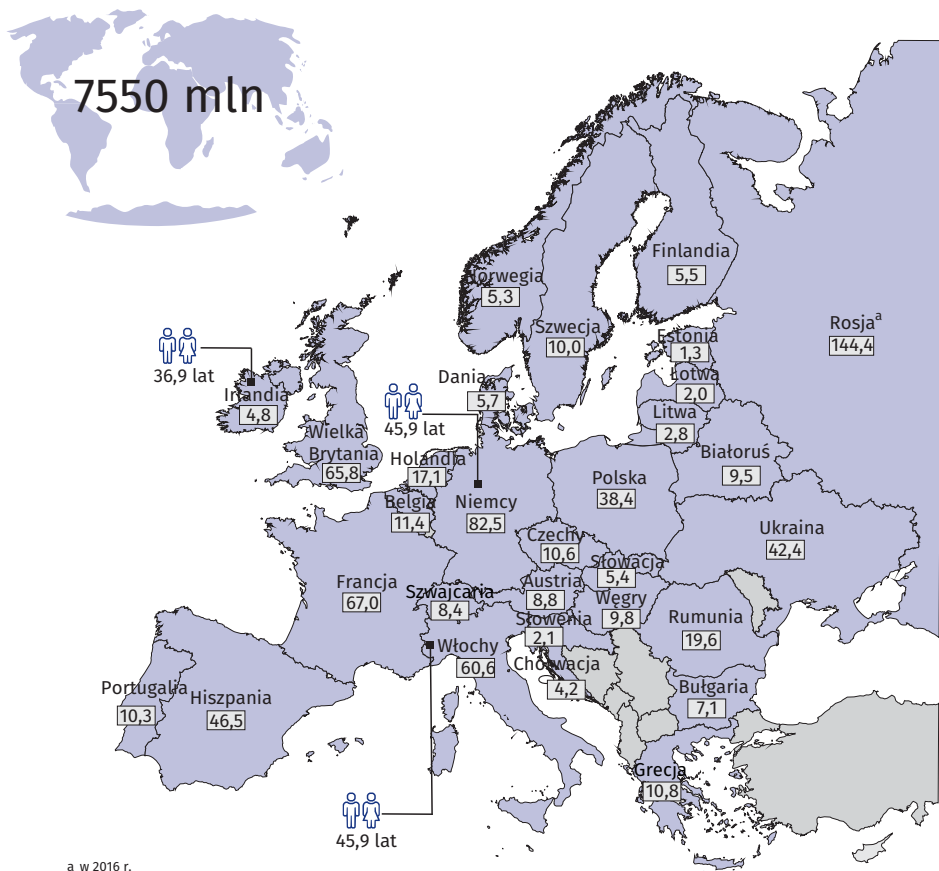 7550 mln
Finlandia
5,5
Norwegia
5,3
Szwecja
10,0
Rosjaª
144,4
Estonia
1,3
Łotwa
2,0
Litwa
2,8
36,9 lat
Irlandia
4,8
Dania
5,7
45,9 lat
Wielka
Brytania
65,8
Holandia
17,1
Białoruś
9,5
Polska
38,4
Belgia
11,4
Niemcy
82,5
Ukraina
42,4
Czechy
10,6
Słowacja
5,4
Francja
67,0
Szwajcaria
8,4
Austria
8,8
Węgry
9,8
Rumunia
19,6
Słowenia
2,1
Włochy
60,6
Chorwacja
4,2
Bułgaria
7,1
Portugalia
10,3
Hiszpania
46,5
Grecja
10,8
45,9 lat
a w 2016 r.